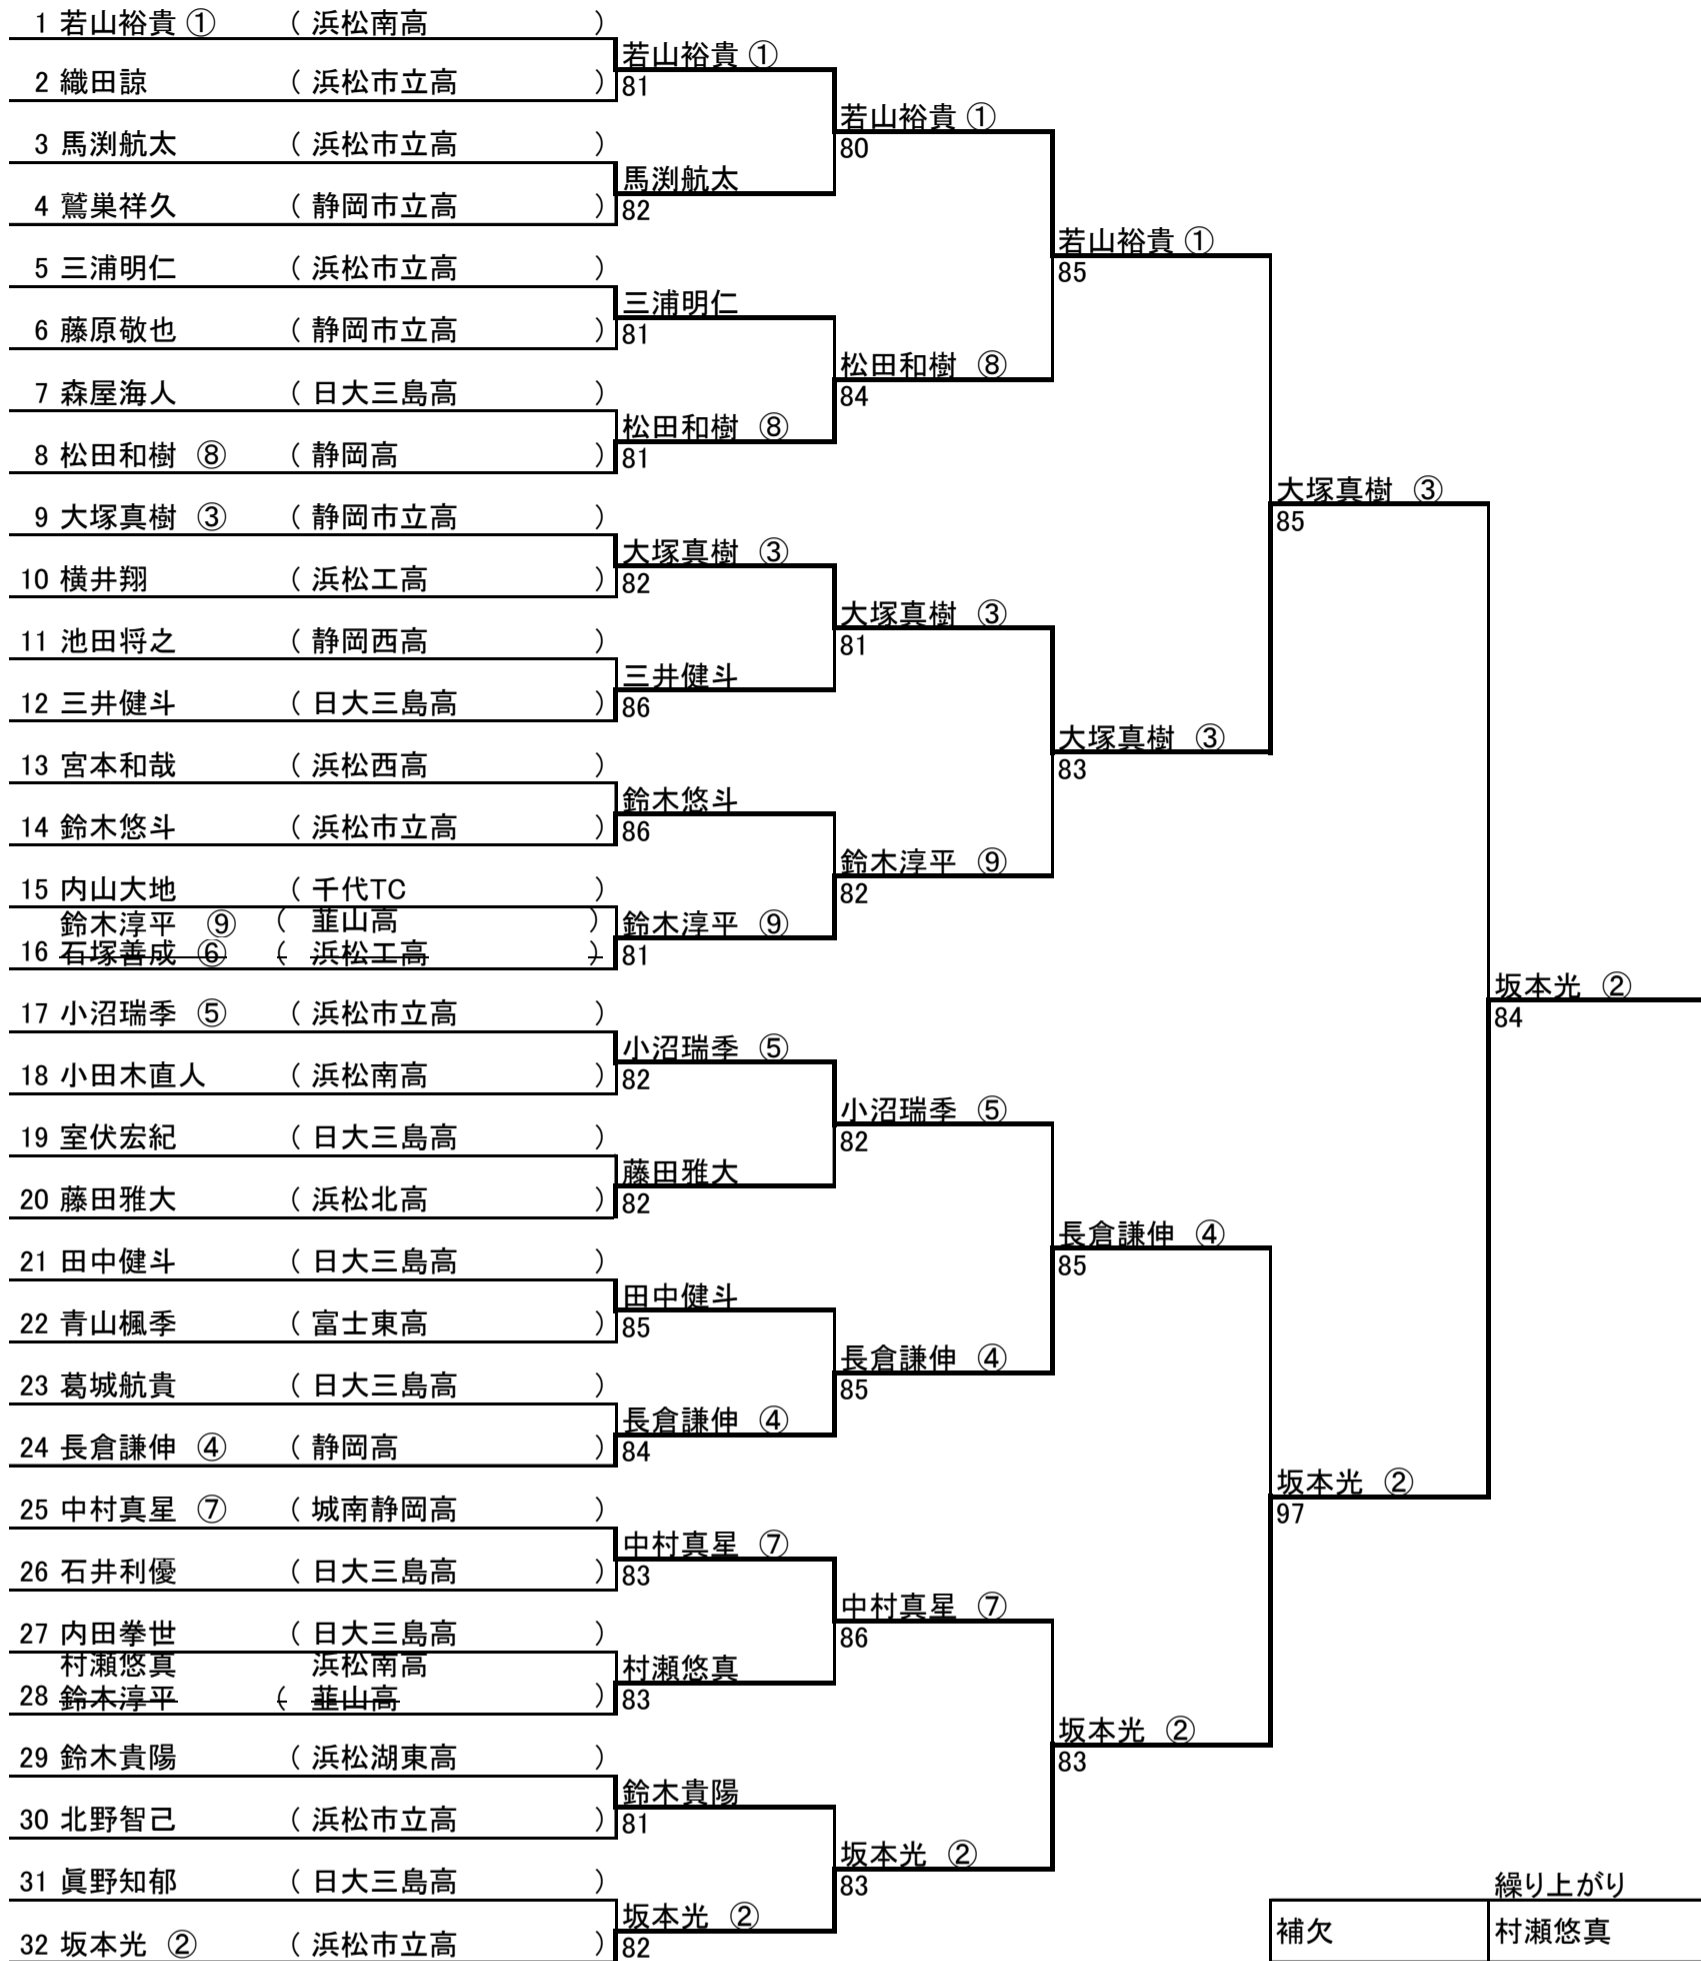 1 若山裕貴 ① ( 浜松南高 )
若山裕貴 ①
2 織田諒 ( 浜松市立高 ) 81
若山裕貴 ①
3 馬渕航太 ( 浜松市立高 ) 80
馬渕航太
4 鷲巣祥久 ( 静岡市立高 ) 82
若山裕貴 ①
5 三浦明仁 ( 浜松市立高 ) 85
三浦明仁
6 藤原敬也 ( 静岡市立高 ) 81
松田和樹 ⑧
7 森屋海人 ( 日大三島高 ) 84
松田和樹 ⑧
8 松田和樹 ⑧ ( 静岡高 ) 81
大塚真樹 ③
9 大塚真樹 ③ ( 静岡市立高 ) 85
大塚真樹 ③
10 横井翔 ( 浜松工高 ) 82
大塚真樹 ③
11 池田将之 ( 静岡西高 ) 81
三井健斗
12 三井健斗 ( 日大三島高 ) 86
大塚真樹 ③
13 宮本和哉 ( 浜松西高 ) 83
鈴木悠斗
14 鈴木悠斗 ( 浜松市立高 ) 86
鈴木淳平 ⑨
15 内山大地 ( 千代TC ) 82
鈴木淳平 ⑨ ( 韮山高 ) 鈴木淳平 ⑨
16 石塚善成 ⑥ ( 浜松工高 ) 81
坂本光 ②
17 小沼瑞季 ⑤ ( 浜松市立高 ) 84
小沼瑞季 ⑤
18 小田木直人 ( 浜松南高 ) 82
小沼瑞季 ⑤
19 室伏宏紀 ( 日大三島高 ) 82
藤田雅大
20 藤田雅大 ( 浜松北高 ) 82
長倉謙伸 ④
21 田中健斗 ( 日大三島高 ) 85
田中健斗
22 青山楓季 ( 富士東高 ) 85
長倉謙伸 ④
23 葛城航貴 ( 日大三島高 ) 85
長倉謙伸 ④
24 長倉謙伸 ④ ( 静岡高 ) 84
坂本光 ②
25 中村真星 ⑦ ( 城南静岡高 ) 97
中村真星 ⑦
26 石井利優 ( 日大三島高 ) 83
中村真星 ⑦
27 内田拳世 ( 日大三島高 ) 86
村瀬悠真 浜松南高 村瀬悠真
28 鈴木淳平 ( 韮山高 ) 83
坂本光 ②
29 鈴木貴陽 ( 浜松湖東高 ) 83
鈴木貴陽
30 北野智己 ( 浜松市立高 ) 81
坂本光 ②
31 眞野知郁 ( 日大三島高 ) 83 繰り上がり
坂本光 ② 補欠 村瀬悠真
32 坂本光 ② ( 浜松市立高 ) 82